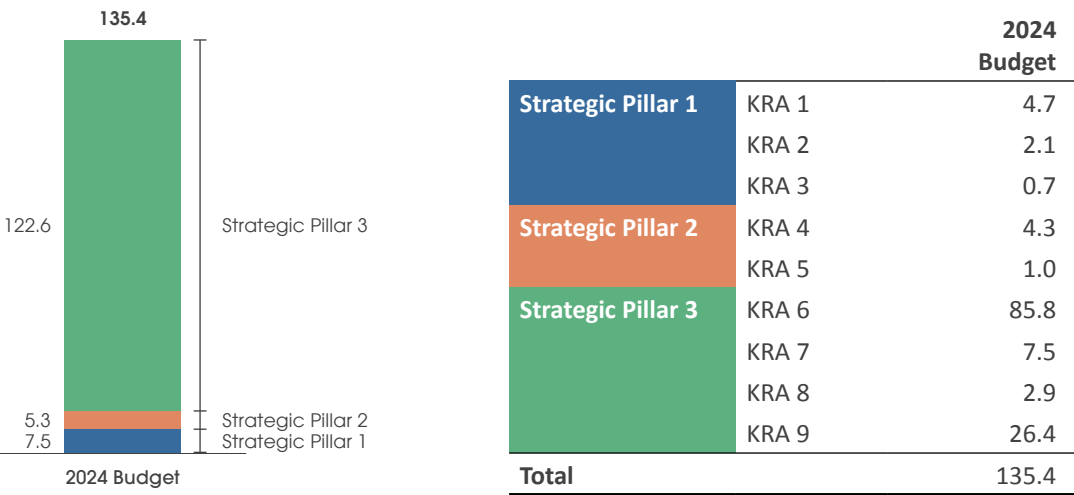 135.4
122.6 Strategic Pillar 3
5.3 Strategic Pillar 2
7.5 Strategic Pillar 1
2024 Budget
2024
Budget
Strategic Pillar 1 KRA 1 4.7
KRA 2 2.1
KRA 3 0.7
Strategic Pillar 2 KRA 4 4.3
KRA 5 1.0
Strategic Pillar 3 KRA 6 85.8
KRA 7 7.5
KRA 8 2.9
KRA 9 26.4
Total 135.4